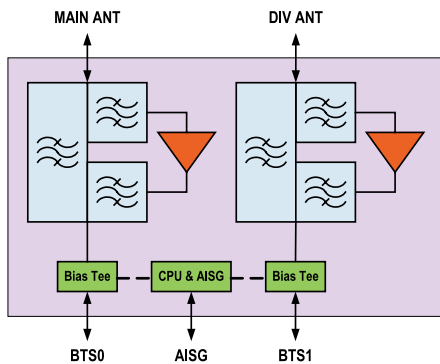 MAIN ANT
DIV ANT
Bias Tee
CPU & AISG
Bias Tee
BTS0
AISG
BTS1